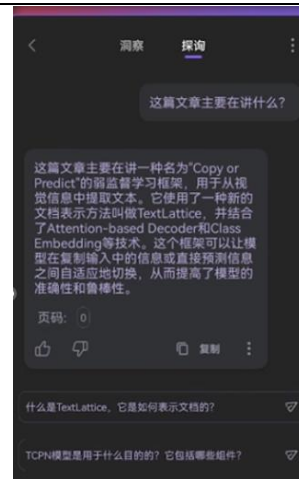 洞察 探询
这篇文章主要在讲什么？
这篇文章主要在讲一种名为"Copy or
Predict"的弱监督学习框架，用于从视
觉信息中提取文本。它使用了一种新的
文档表示方法叫做TextLattice，并结合
了Attention-based Decoder和Class
Embedding等技术。这个框架可以让模
型在复制输入中的信息或直接预测信息
之间自适应地切换，从而提高了模型的
准确性和鲁棒性。
页码： 0
复制
什么是TextLattice，它是如何表示文档的？
TCPN模型是用于什么目的的？它包括哪些组件？